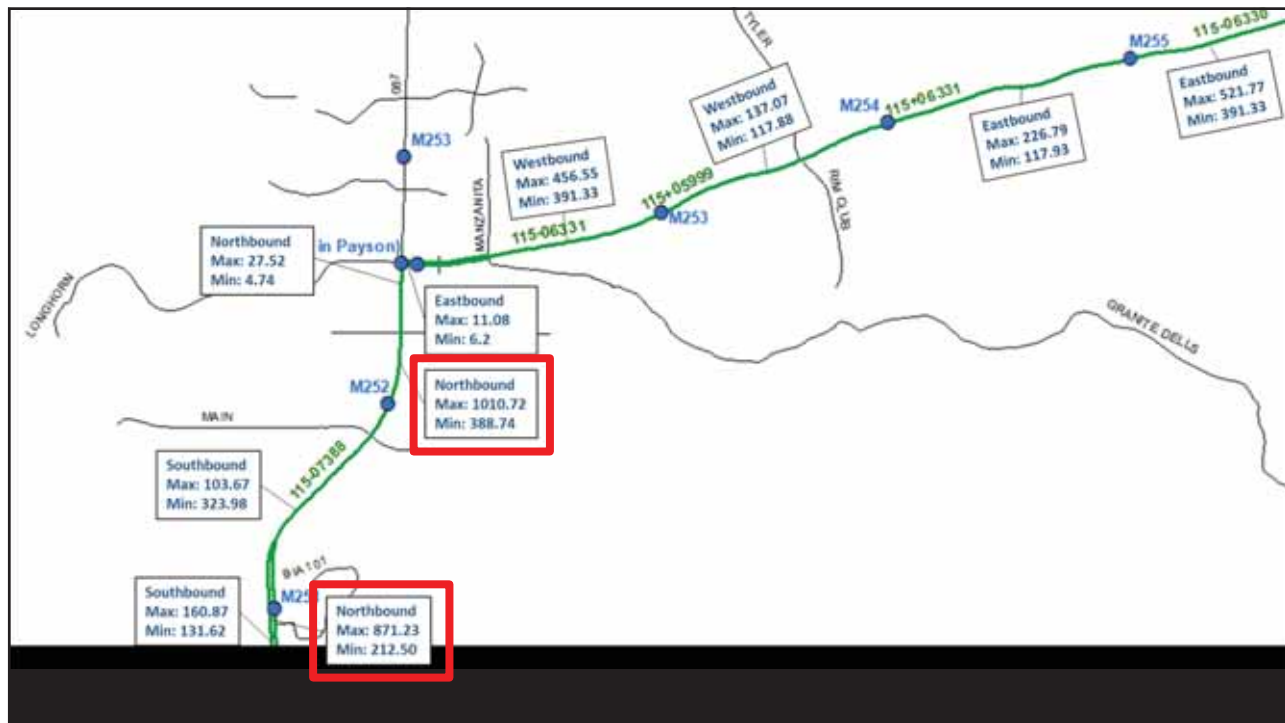 115-06330
M255
TYLER
Eastbound
Max: 521.77
Min: 391.33
Westbound
Max: 137.07
Min: 117.88
M254
115+06331
087
Eastbound
Max: 226.79
Min: 117.93
M253
Westbound
Max: 456.55
Min: 391.33
MANZANITA
115+05999
M253
RIM CLUB
115-06331
Northbound
Max: 27.52
Min: 4.74
in Payson)
LONGHORN
Eastbound
Max: 11.08
Min: 6.2
GRANITE DELLS
M252
Northbound
Max: 1010.72
Min: 388.74
MAIN
115-07388
Southbound
Max: 103.67
Min: 323.98
BIA101
Southbound
Max: 160.87
Min: 131.62
Northbound
Max: 871.23
Min: 212.50